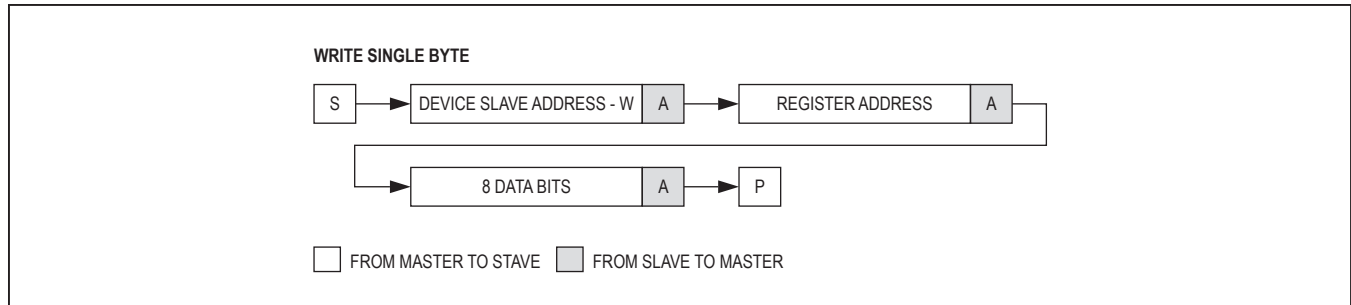 WRITE SINGLE BYTE
S DEVICE SLAVE ADDRESS - W A REGISTER ADDRESS A
8 DATA BITS A P
FROM MASTER TO STAVE FROM SLAVE TO MASTER